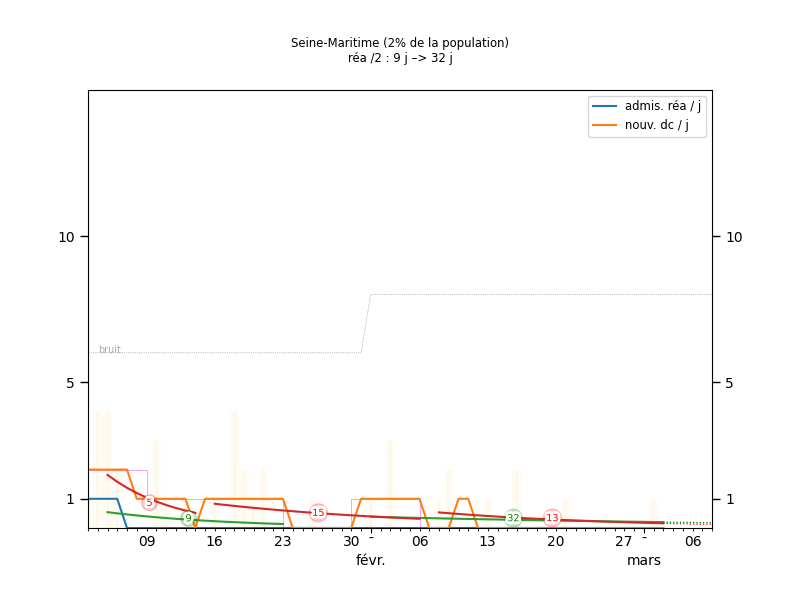 Seine-Maritime (2% de la population)
réa /2 : 9 j –> 32 j
admis. réa / j
nouv. dc / j
10 10
bruit
5 5
1 1
5 9 15 32 13
09 16 23 30 - 06 13 20 27 - 06
févr. mars